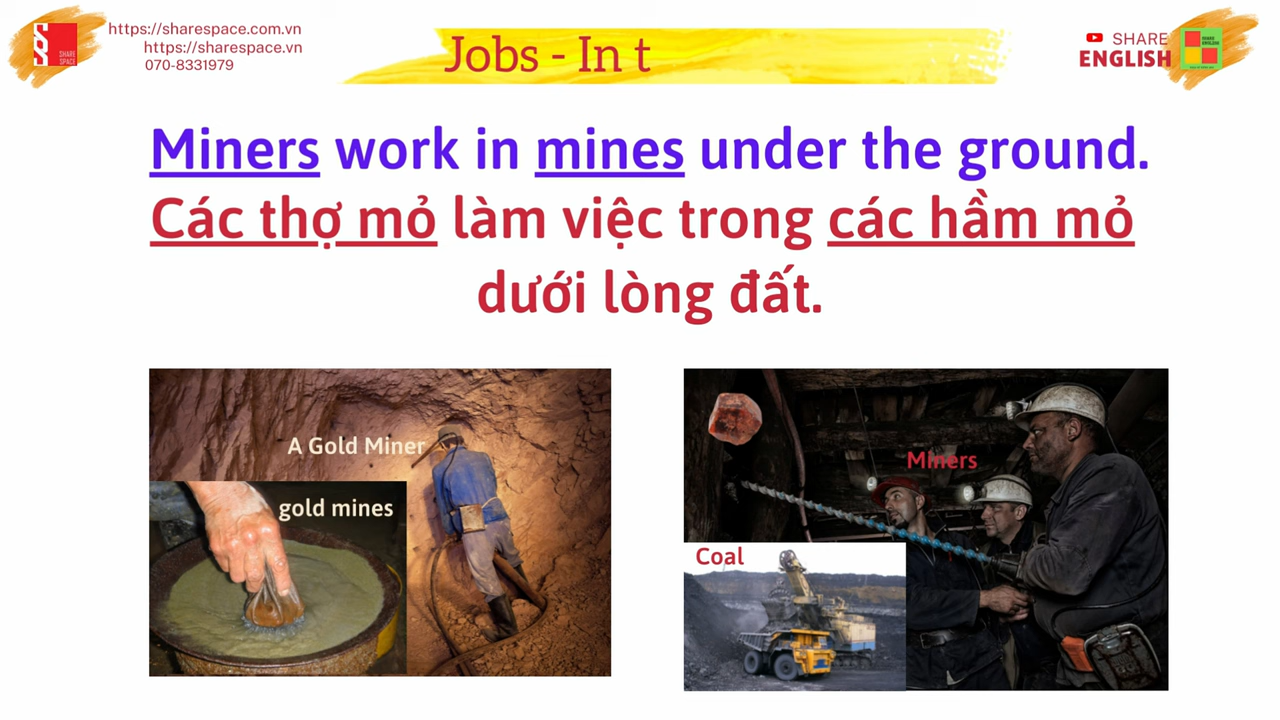 https://sharespace.com.vn
https://sharespace.vn
070-8331979
SHARE
SPACE
Jobs - In t
SHARE
ENGLISH
Miners work in mines under the ground.
Các thợ mỏ làm việc trong các hầm mỏ
dưới lòng đất.
A Gold Miner
gold mines
Miners
Coal